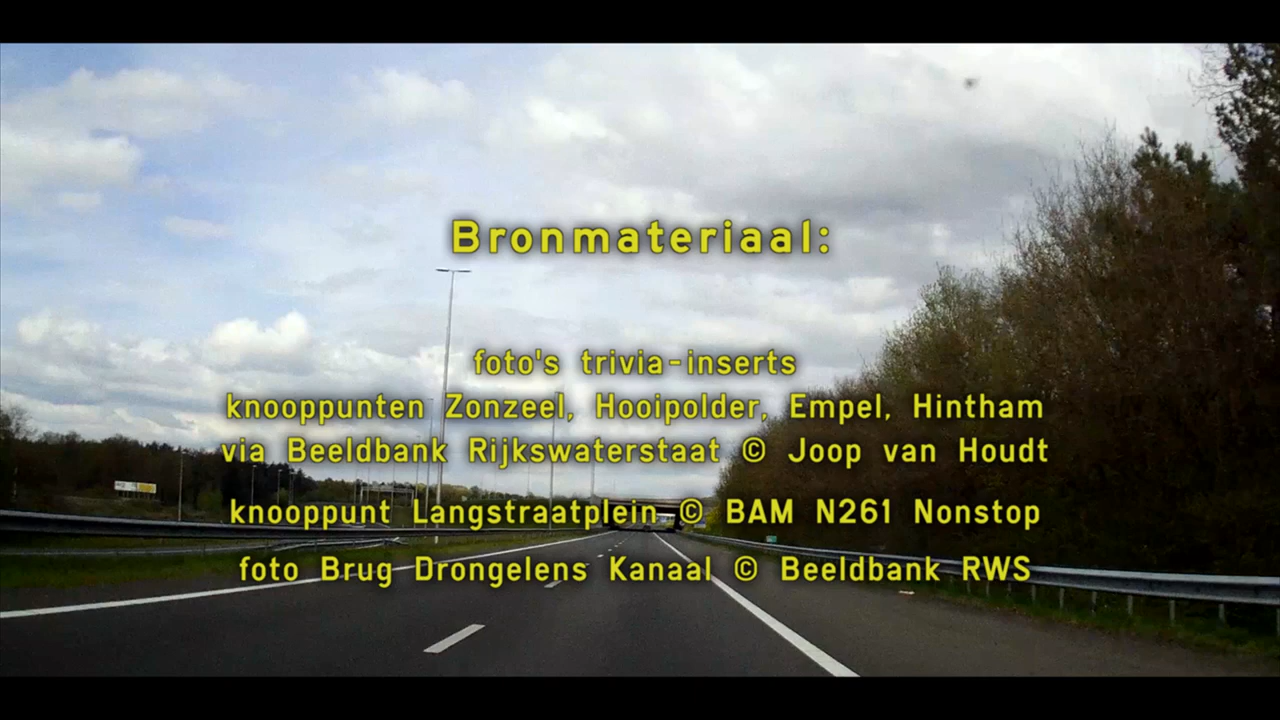 Bronmateriaal:
foto's trivia-inserts
knooppunten Zonzeel, Hooipolder, Empel, Hintham
via Beeldbank Rijkswaterstaat © Joop van Houdt
knooppunt Langstraatplein © BAM N261 Nonstop
foto Brug Drongelens Kanaal © Beeldbank RWS